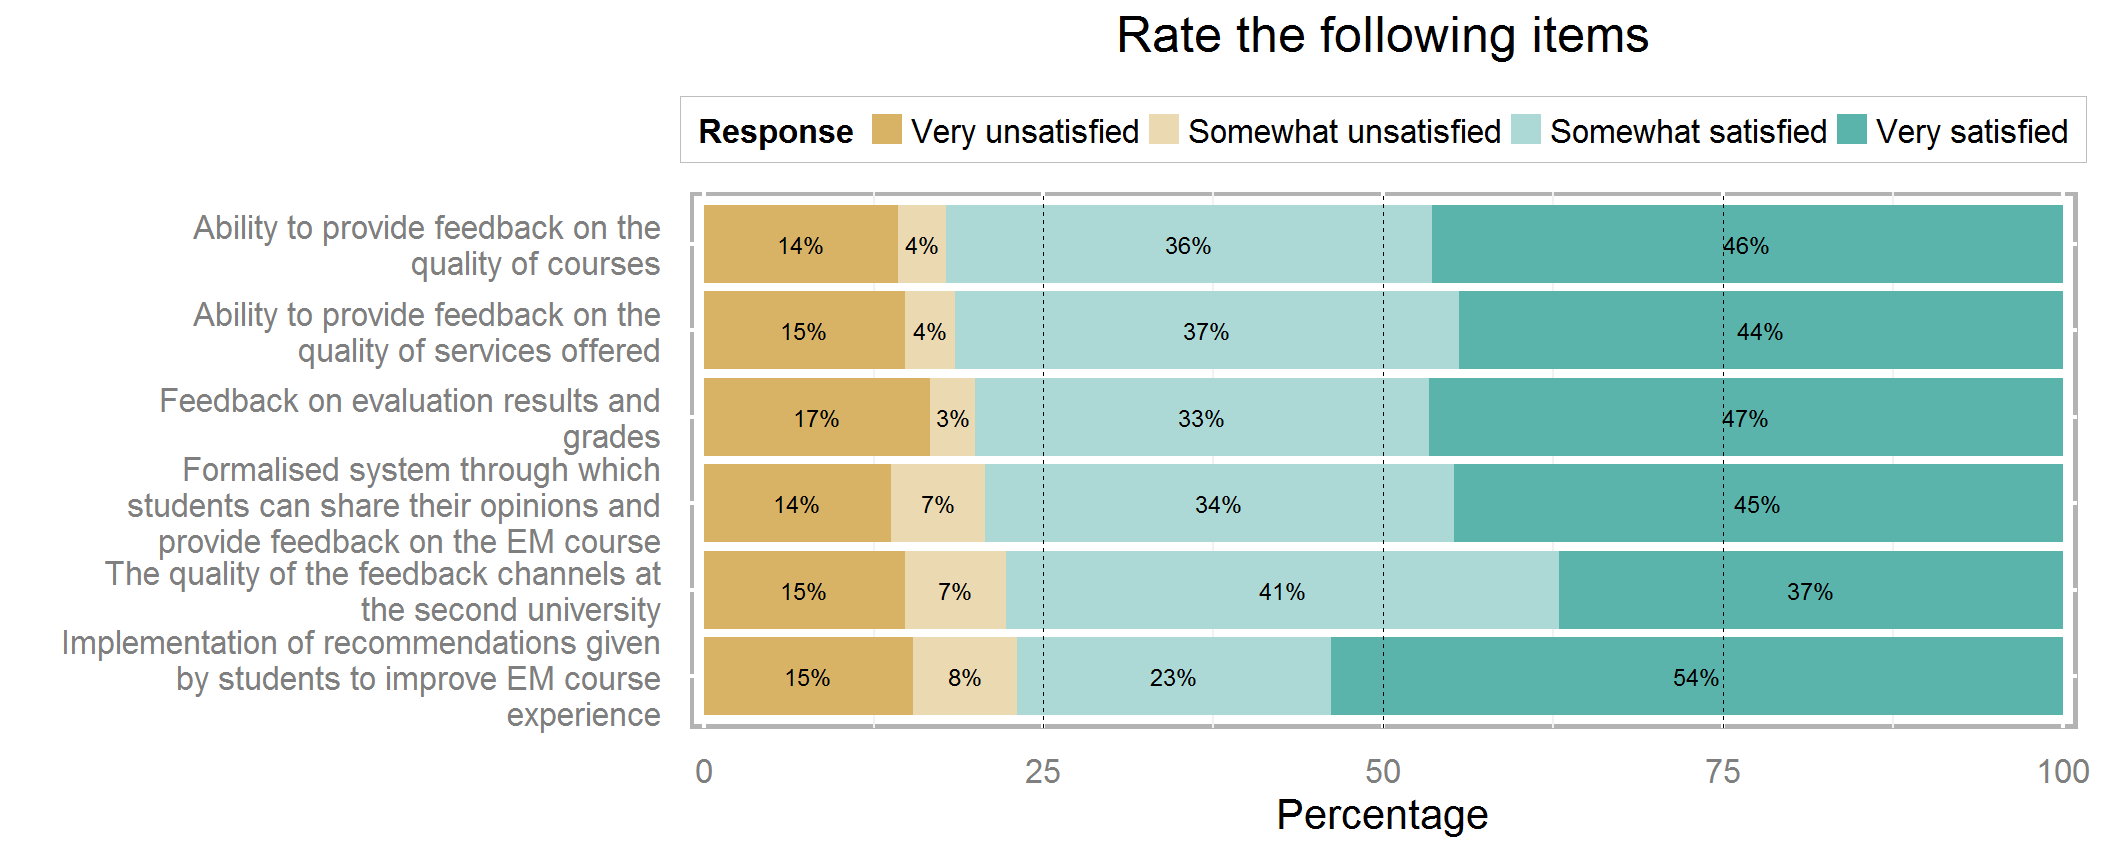 Rate the following items
Response Very unsatisfied Somewhat unsatisfied Somewhat satisfied Very satisfied
Ability to provide feedback on the
quality of courses
14% 4% 36% 46%
Ability to provide feedback on the
quality of services offered
15% 4% 37% 44%
Feedback on evaluation results and
grades
17% 3% 33% 47%
Formalised system through which
students can share their opinions and
provide feedback on the EM course
14% 7% 34% 45%
The quality of the feedback channels at
the second university
15% 7% 41% 37%
Implementation of recommendations given
by students to improve EM course
experience
15% 8% 23% 54%
0 25 50 75 100
Percentage